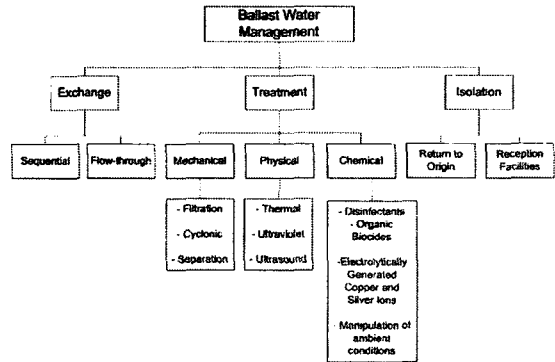 Ballast Water
Management
Exchange
Treatment
Isolation
Sequential
Flow-through
Mechanical
Physical
Chemical
Return to
Origin
Reception
Facilities
- Filtration
- Cyclonic
- Separation
- Thermal
- Ultraviolet
- Ultrasound
- Disinfectants
- Organic
Biocides
-Electrolytically
Generated
Copper and
Silver Ions
- Manipulation of
ambient
conditions